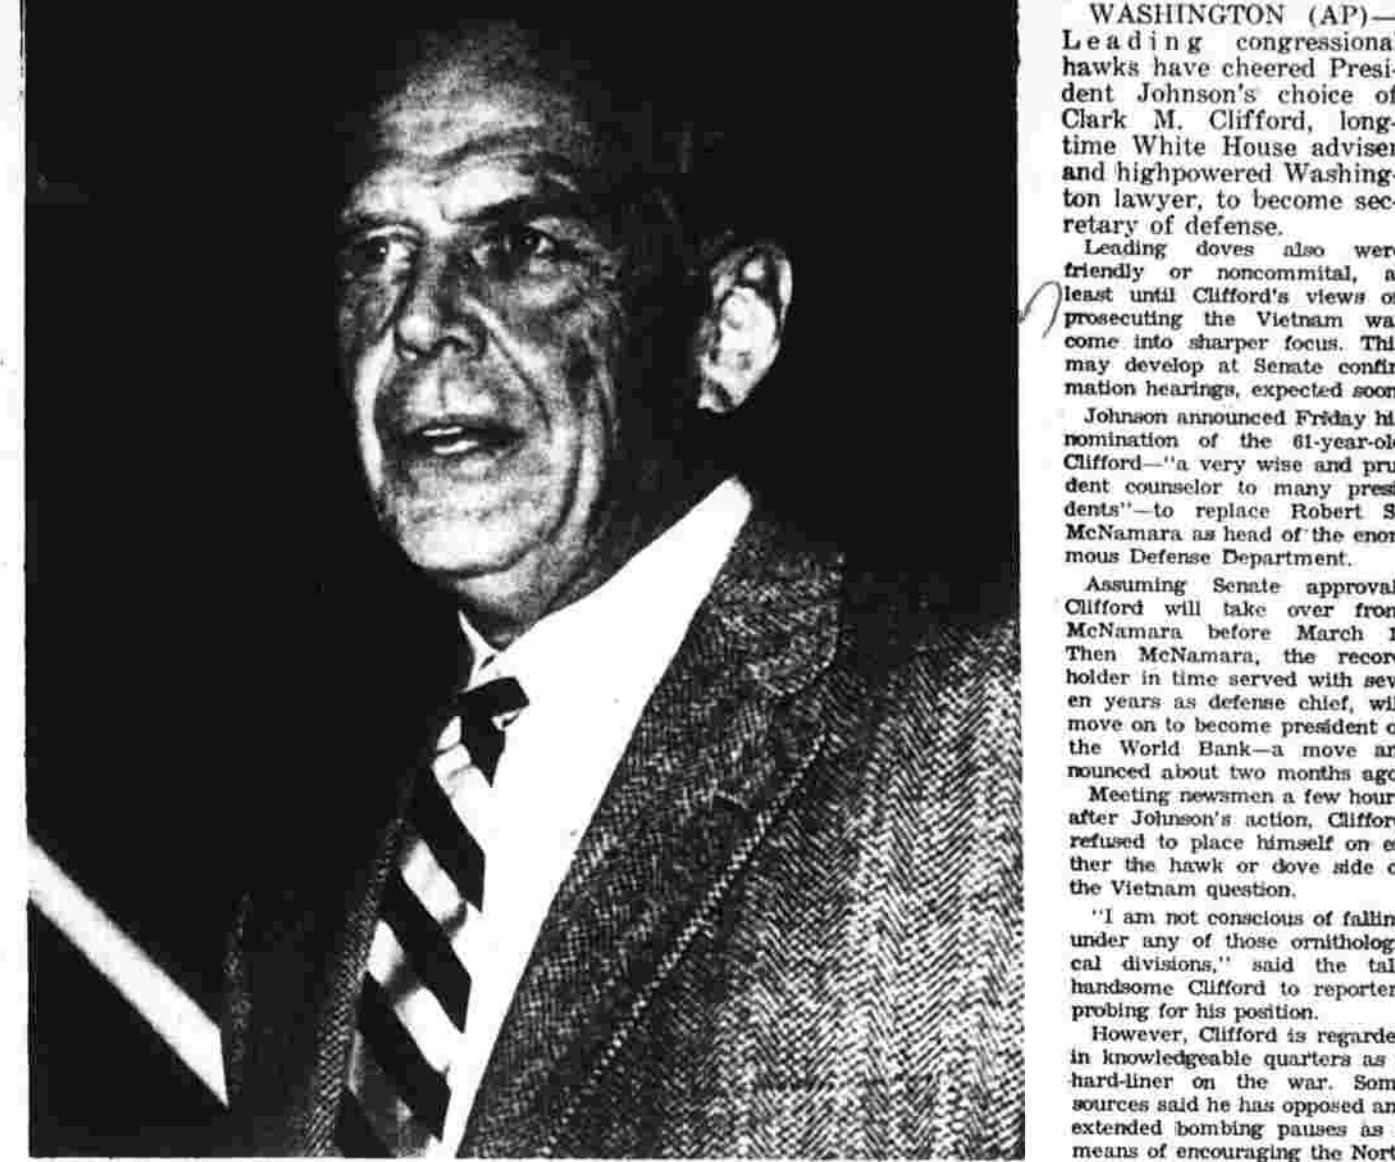 WASHINGTON (AP)—
Leading congressional
hawks have cheered Presi-
dent Johnson's choice of
Clark M. Clifford, long-
time White House adviser
and highpowered Washing-
ton lawyer, to become sec-
retary of defense.
Leading doves also were
friendly or noncommital, a
least until Clifford's views o
prosecuting the Vietnam wa
come into sharper focus. Thi
may develop at Senate confir
mation hearings, expected soon
Johnson announced Friday hi
nomination of the 61-year-old
Clifford—"a very wise and pru
dent counselor to many presi
dents"—to replace Robert S
McNamara as head of the enor
mous Defense Department.
Assuming Senate approval
Clifford will take over from
McNamara before March 1
Then McNamara, the record
holder in time served with sev
en years as defense chief, wil
move on to become president o
the World Bank—a move an
nounced about two months ago
Meeting newsmen a few hour
after Johnson's action, Clifford
refused to place himself on ei
ther the hawk or dove side o
the Vietnam question.
"I am not conscious of fallin
under any of those ornithologi
cal divisions," said the tal
handsome Clifford to reporter
probing for his position.
However, Clifford is regarde
in knowledgeable quarters as
hard-liner on the war. Som
sources said he has opposed an
extended bombing pauses as
means of encouraging the Nort